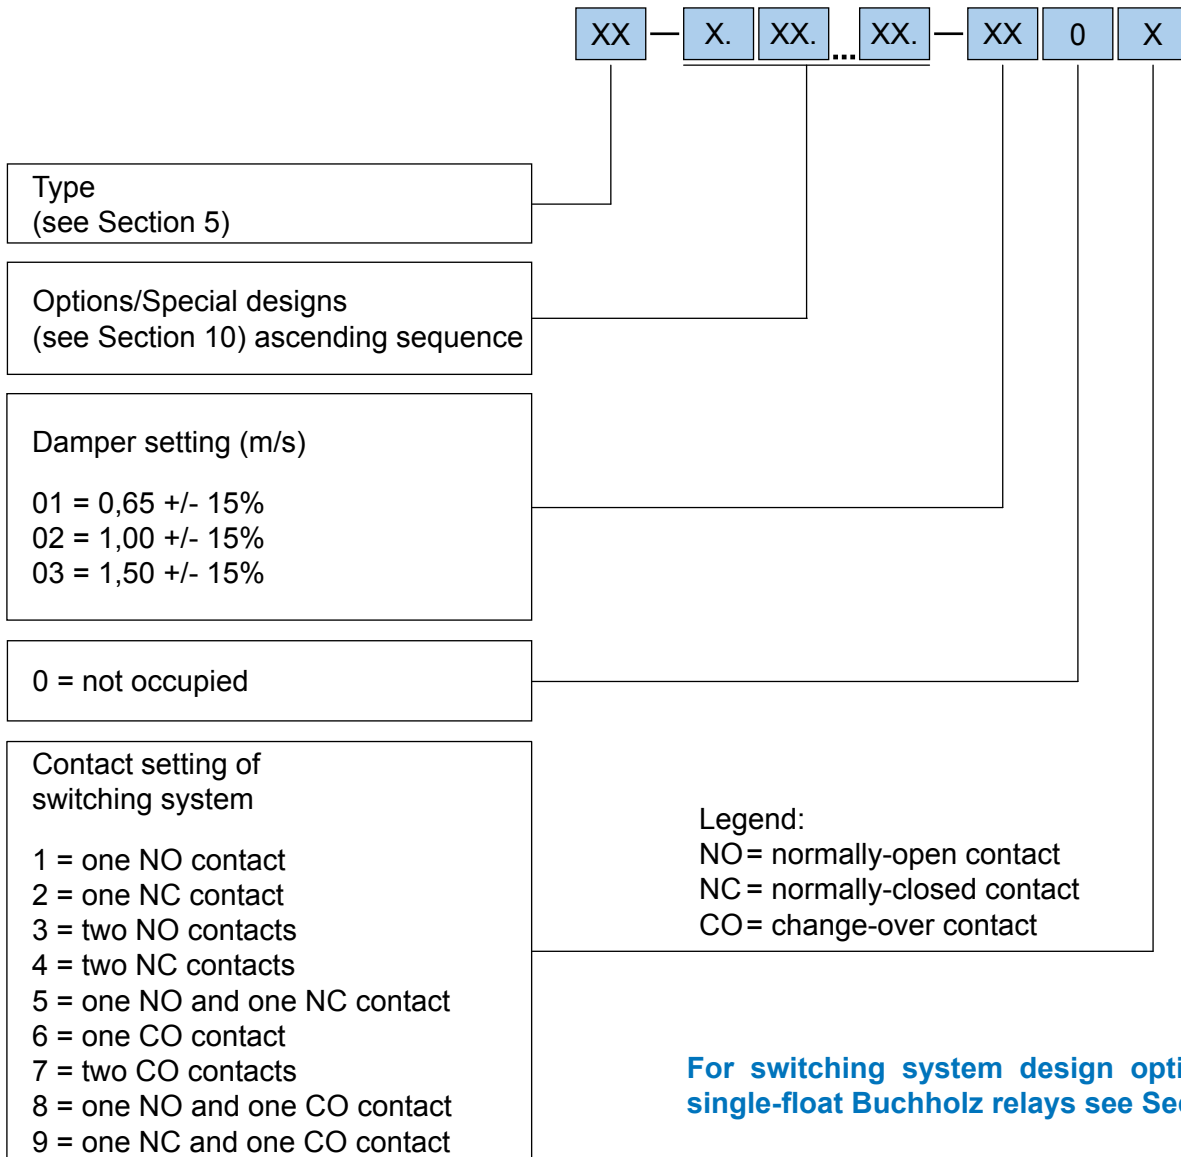 XX — X. XX. ... XX. — XX 0 X
Type
(see Section 5)
Options/Special designs
(see Section 10) ascending sequence
Damper setting (m/s)
01 = 0,65 +/- 15%
02 = 1,00 +/- 15%
03 = 1,50 +/- 15%
0 = not occupied
Contact setting of
switching system
1 = one NO contact
2 = one NC contact
3 = two NO contacts
4 = two NC contacts
5 = one NO and one NC contact
6 = one CO contact
7 = two CO contacts
8 = one NO and one CO contact
9 = one NC and one CO contact
Legend:
NO= normally-open contact
NC= normally-closed contact
CO= change-over contact
For switching system design
single-float Buchholz relays see